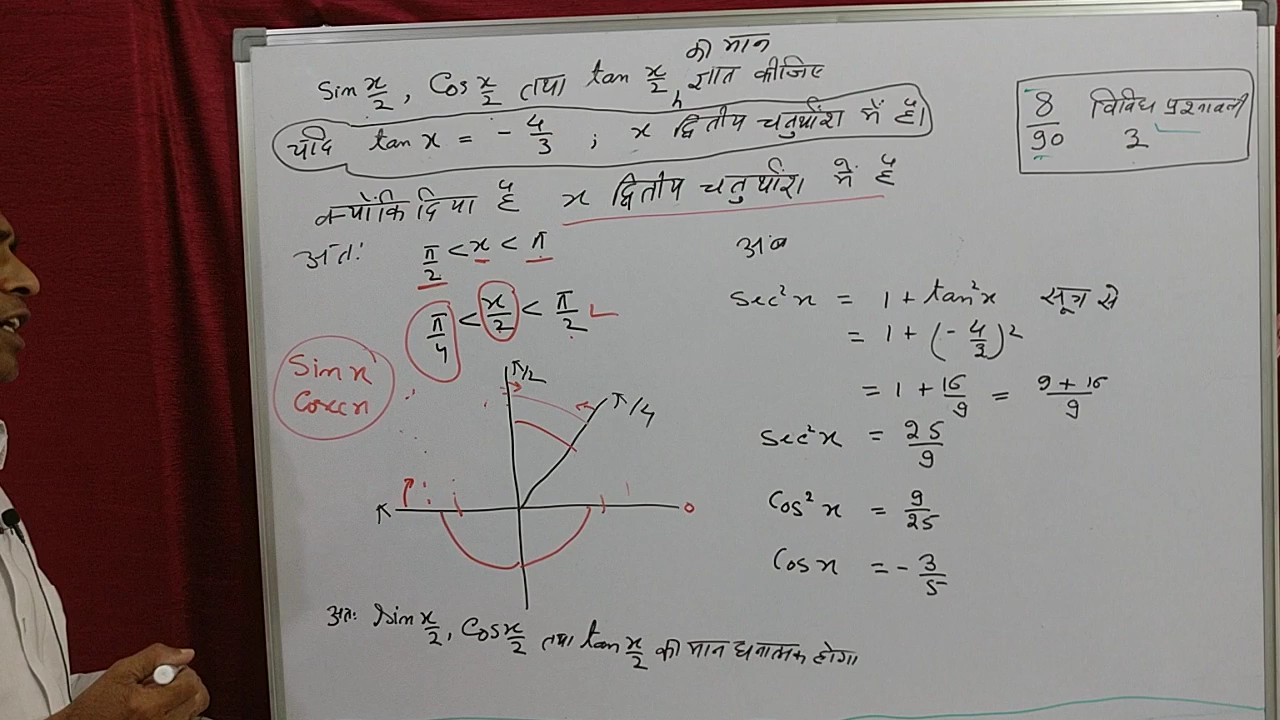 Sin x/2, Cos x/2 तथा tan x/2 का मान ज्ञात कीजिए
यदि tan x = - 4/3 ; x द्वितीय चतुर्थांश में है।
8/90 विविध प्रश्नावली 3
क्योंकि दिया है x द्वितीय चतुर्थांश में है
अतः π/2 < x < π
π/4 < x/2 < π/2
Sin x
Cosec x
π/2
π/4
π
0
अतः Sin x/2, Cos x/2 तथा tan x/2 का मान धनात्मक होगा
अब
Sec²x = 1 + tan²x सूत्र से
= 1 + (- 4/3)²
= 1 + 16/9 = 9 + 16/9
Sec²x = 25/9
Cos²x = 9/25
Cos x = - 3/5